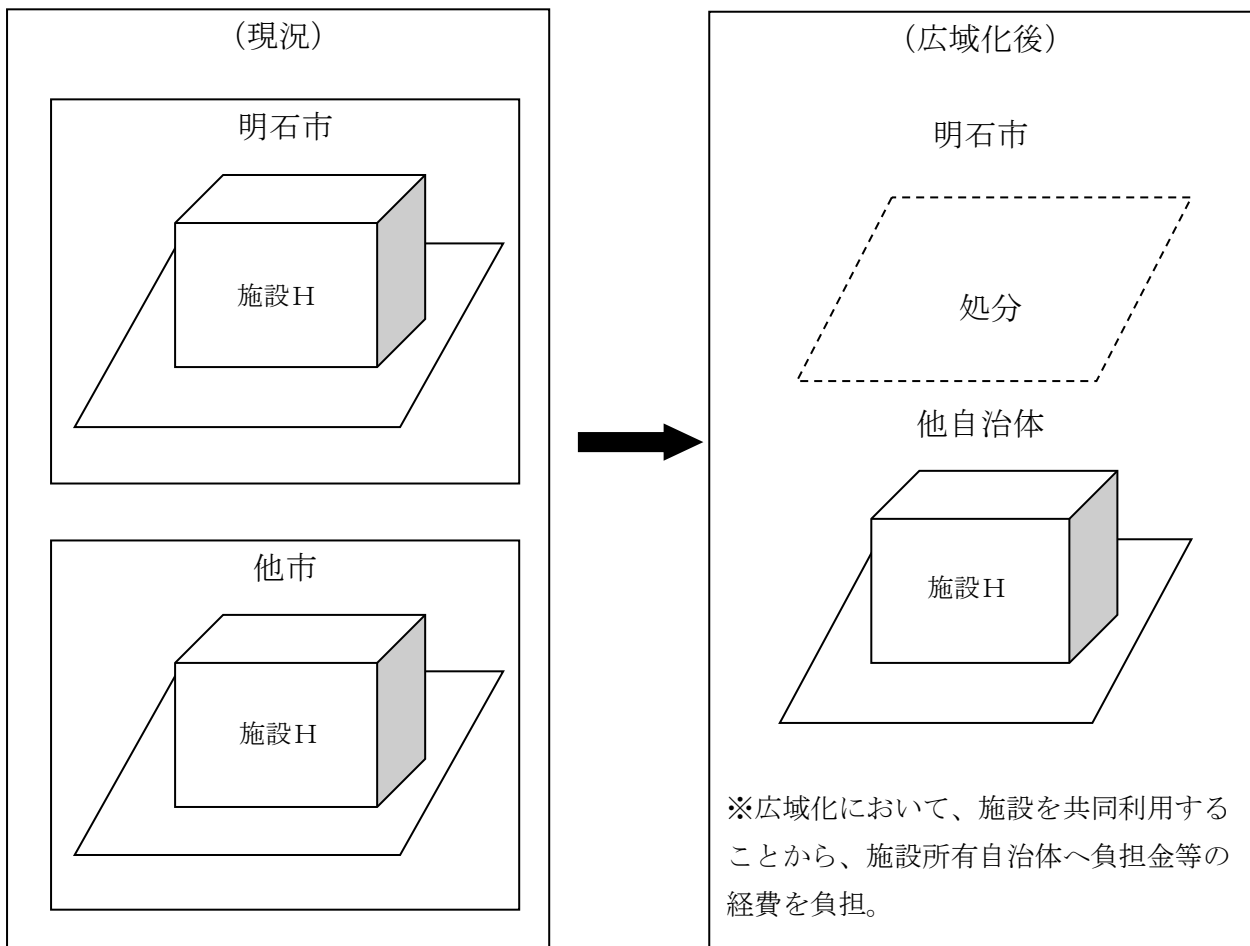 （現況）
明石市
施設Ｈ
他市
施設Ｈ
（広域化後）
明石市
処分
他自治体
施設Ｈ
※広域化において、施設を共同利用する
ことから、施設所有自治体へ負担金等の
経費を負担。